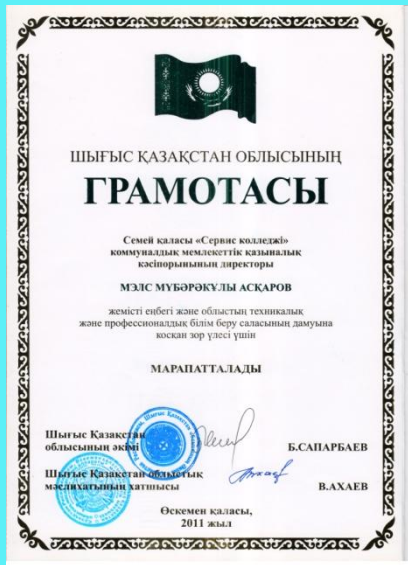 ШЫҒЫС ҚАЗАҚСТАН ОБЛЫСЫНЫҢ
ГРАМОТАСЫ
Семей қаласы «Сервис колледжі»
коммуналдық мемлекеттік қазыналық
кәсіпорынының директоры
МЭЛС МҮБӘРӘКҰЛЫ АСҚАРОВ
жемісті еңбегі және облыстың техникалық
және профессионалдық білім беру саласының дамуына
қосқан зор үлесі үшін
МАРАПАТТАЛАДЫ
Шығыс Қазақстан
облысының әкімі
Б.САПАРБАЕВ
Шығыс Қазақстан облыстық
мәслихатының хатшысы
В.АХАЕВ
Өскемен қаласы,
2011 жыл